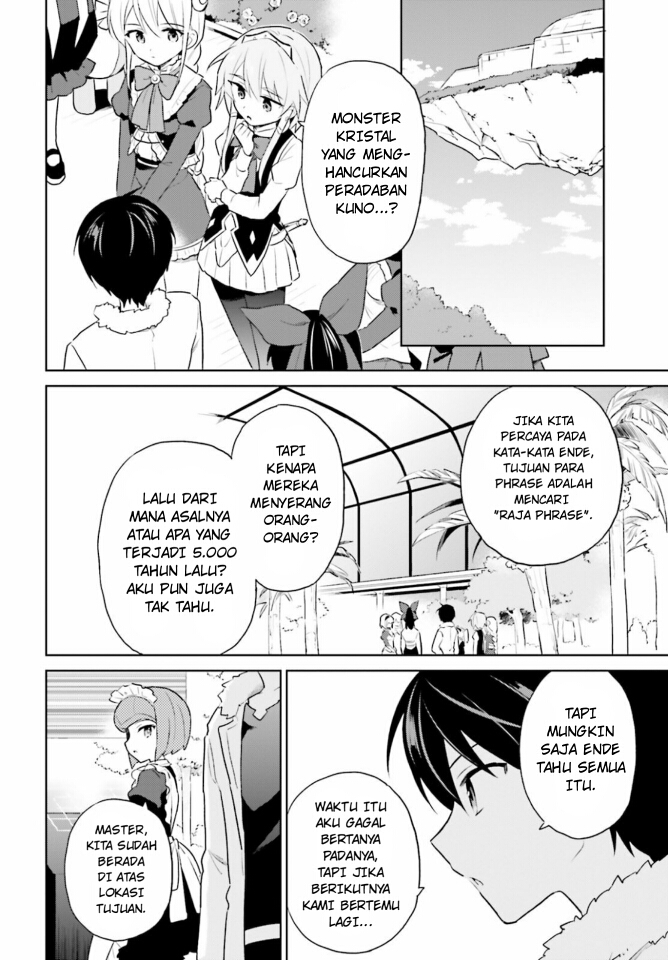 MONSTER
KRISTAL
YANG MENG-
HANCURKAN
PERADABAN
KUNO...?
JIKA KITA
PERCAYA PADA
KATA-KATA ENDE,
TUJUAN PARA
PHRASE ADALAH
MENCARI
"RAJA PHRASE".
TAPI
KENAPA
MEREKA
MENYERANG
ORANG-
ORANG?
LALU DARI
MANA ASALNYA
ATAU APA YANG
TERJADI 5.000
TAHUN LALU?
AKU PUN JUGA
TAK TAHU.
TAPI
MUNGKIN
SAJA ENDE
TAHU SEMUA
ITU.
WAKTU ITU
AKU GAGAL
BERTANYA
PADANYA,
TAPI JIKA
BERIKUTNYA
KAMI BERTEMU
LAGI...
MASTER,
KITA SUDAH
BERADA
DI ATAS
LOKASI
TUJUAN.